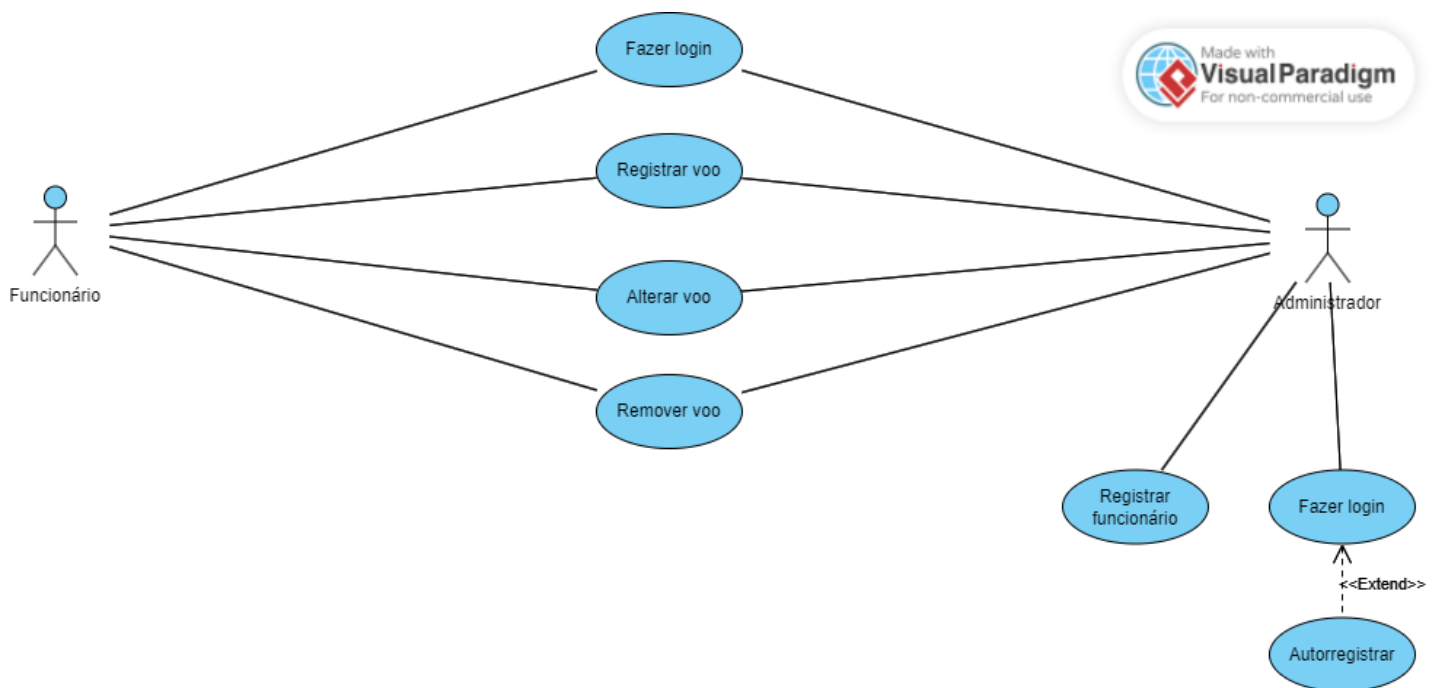 Fazer login
Made with
Visual Paradigm
For non-commercial use
Registrar voo
Funcionário
Alterar voo
Administrador
Remover voo
Registrar
funcionário
Fazer login
<<Extend>>
Autorregistrar